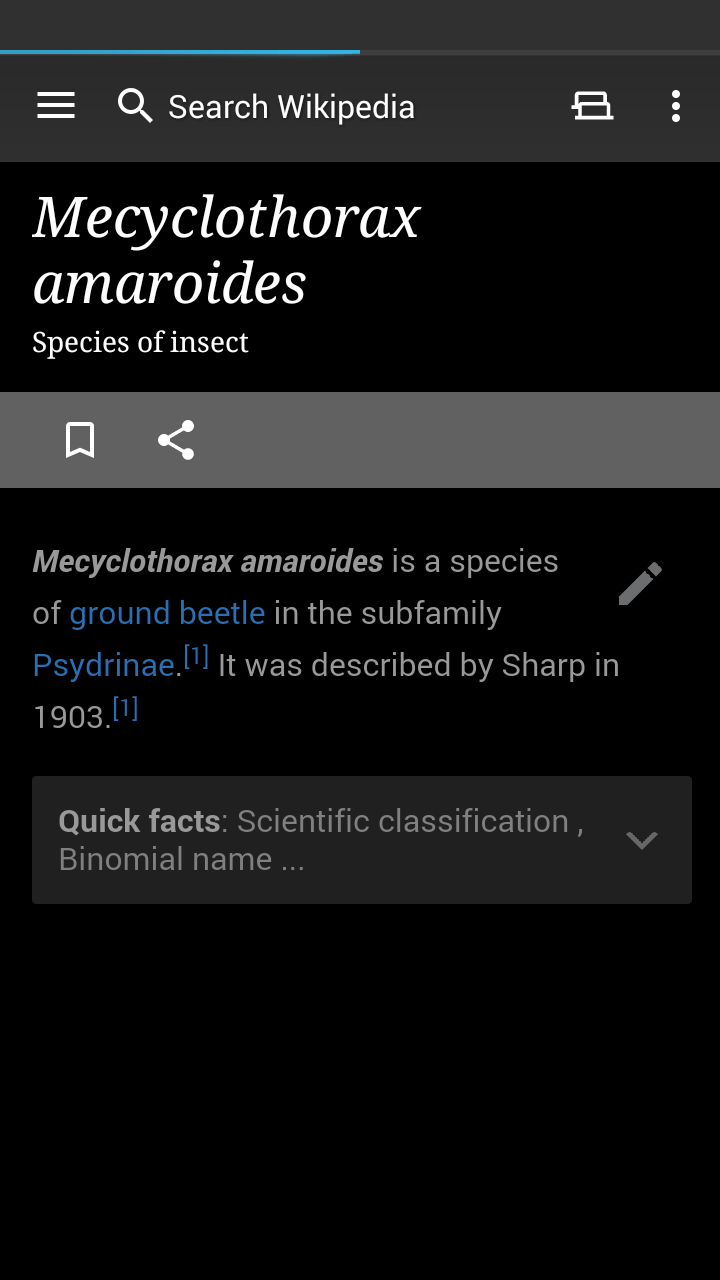 Search Wikipedia
Mecyclothorax
amaroides
Species of insect
Mecyclothorax amaroides is a species
of ground beetle in the subfamily
Psydrinae.[1] It was described by Sharp in
1903.[1]
Quick facts: Scientific classification ,
Binomial name ...